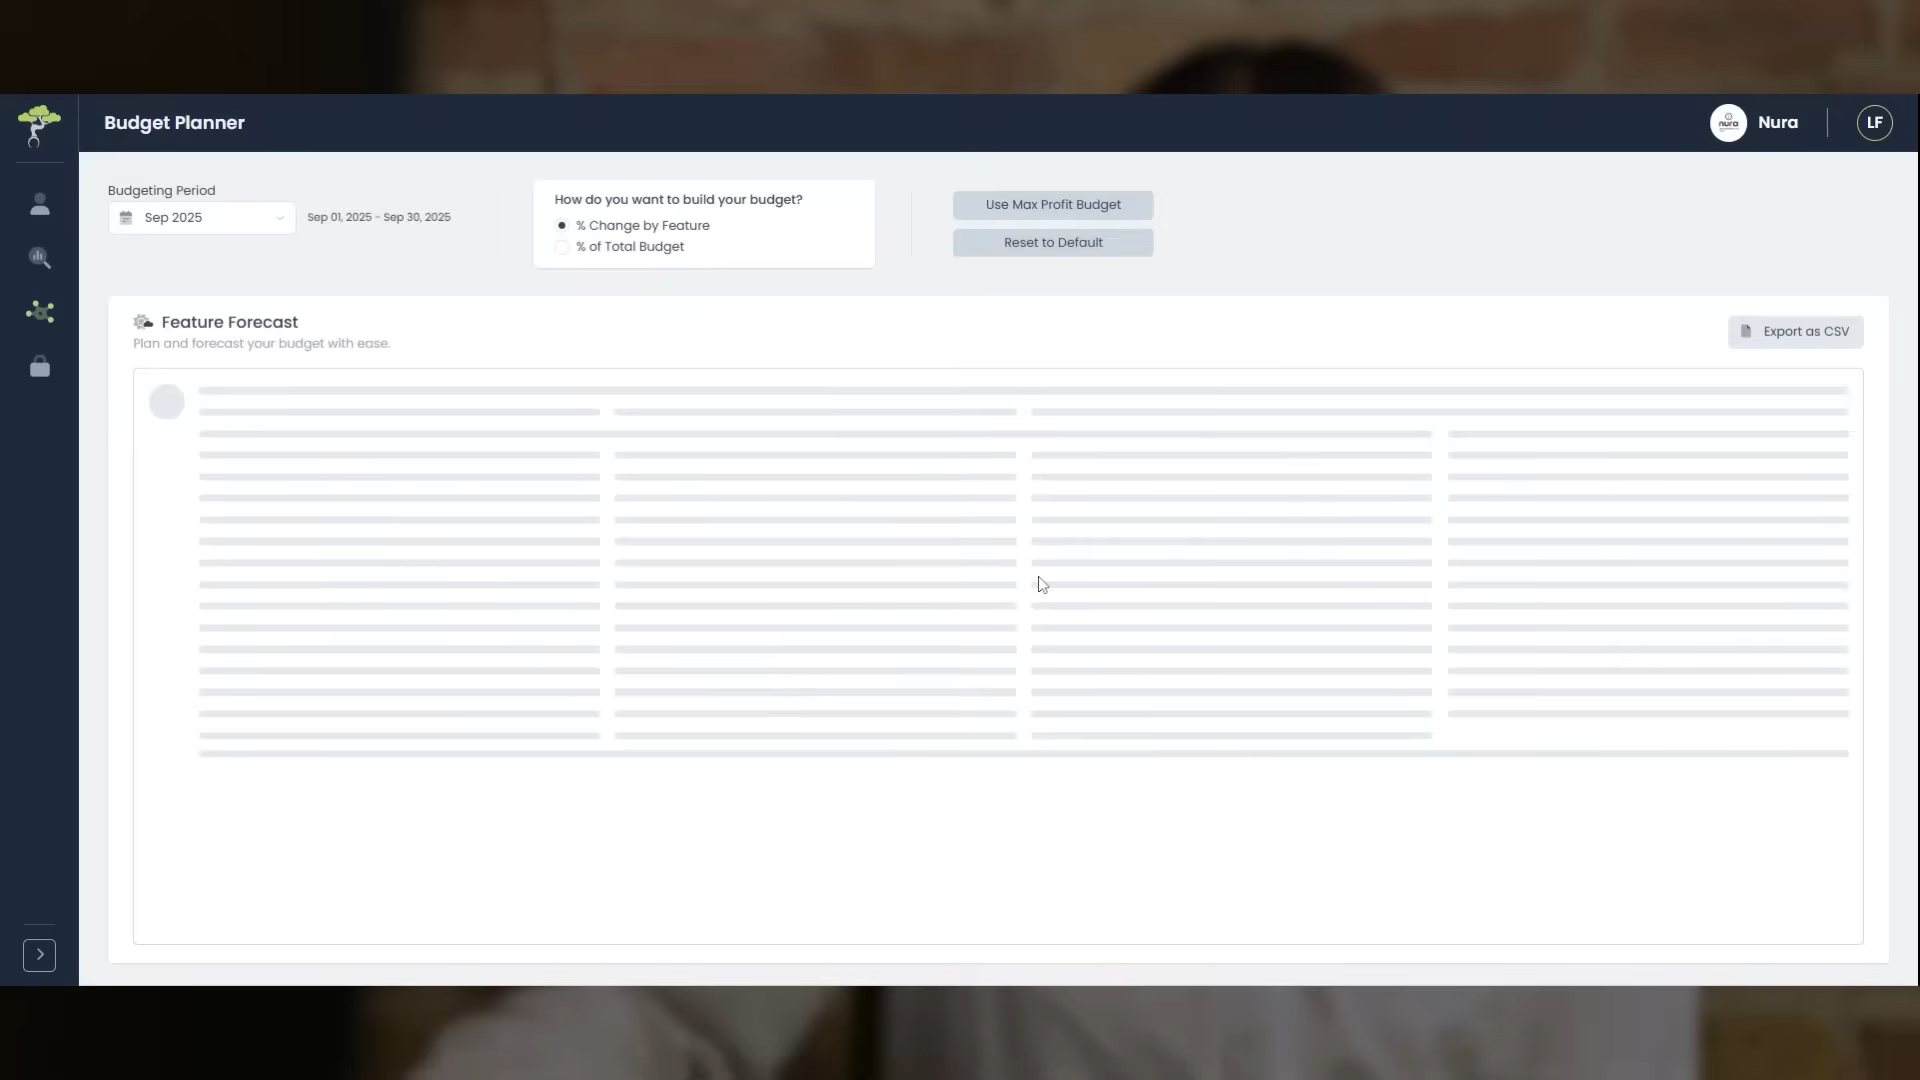 Budget Planner
nura
Nura
LF
Budgeting Period
Sep 2025
Sep 01, 2025 - Sep 30, 2025
How do you want to build your budget?
% Change by Feature
% of Total Budget
Use Max Profit Budget
Reset to Default
Feature Forecast
Plan and forecast your budget with ease.
Export as CSV